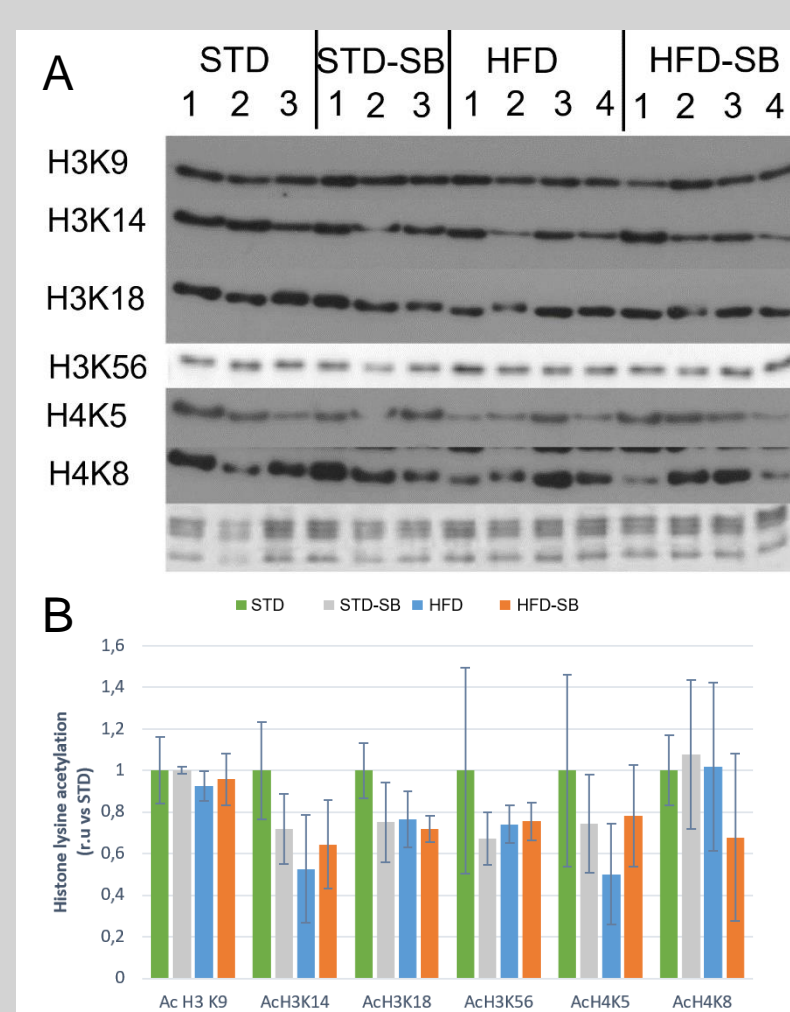 A
STD STD-SB HFD HFD-SB
1 2 3 1 2 3 1 2 3 4 1 2 3 4
H3K9
H3K14
H3K18
H3K56
H4K5
H4K8
B
STD STD-SB HFD HFD-SB
Histone lysine acetylation
(r.u vs STD)
1,6
1,4
1,2
1
0,8
0,6
0,4
0,2
0
Ac H3 K9 AcH3K14 AcH3K18 AcH3K56 AcH4K5 AcH4K8